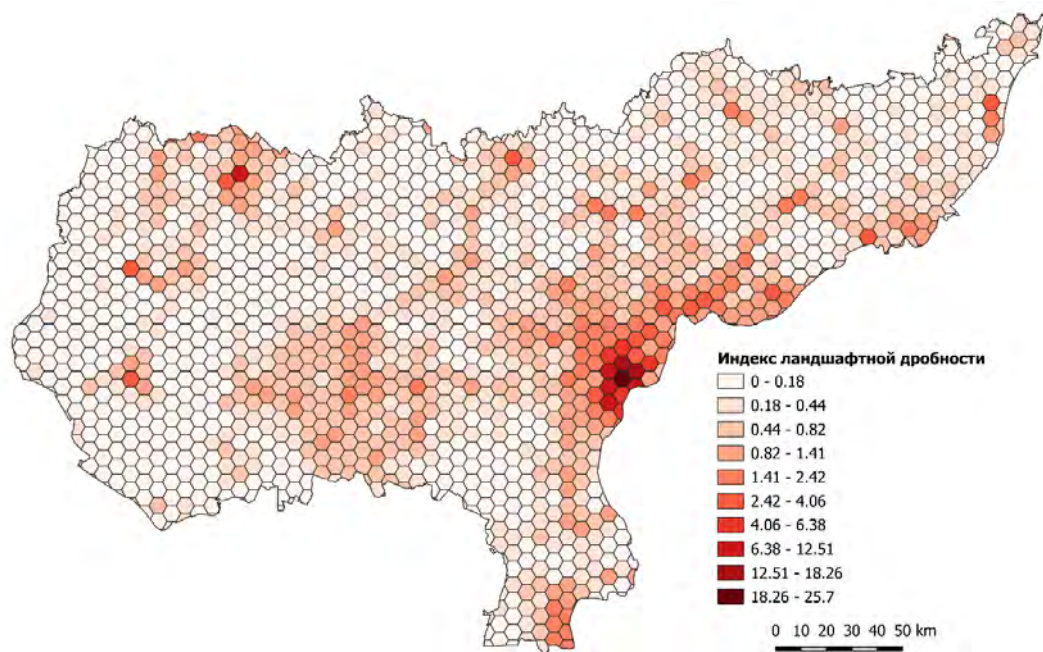 Индекс ландшафтной дробности
0 - 0.18
0.18 - 0.44
0.44 - 0.82
0.82 - 1.41
1.41 - 2.42
2.42 - 4.06
4.06 - 6.38
6.38 - 12.51
12.51 - 18.26
18.26 - 25.7
0 10 20 30 40 50 km